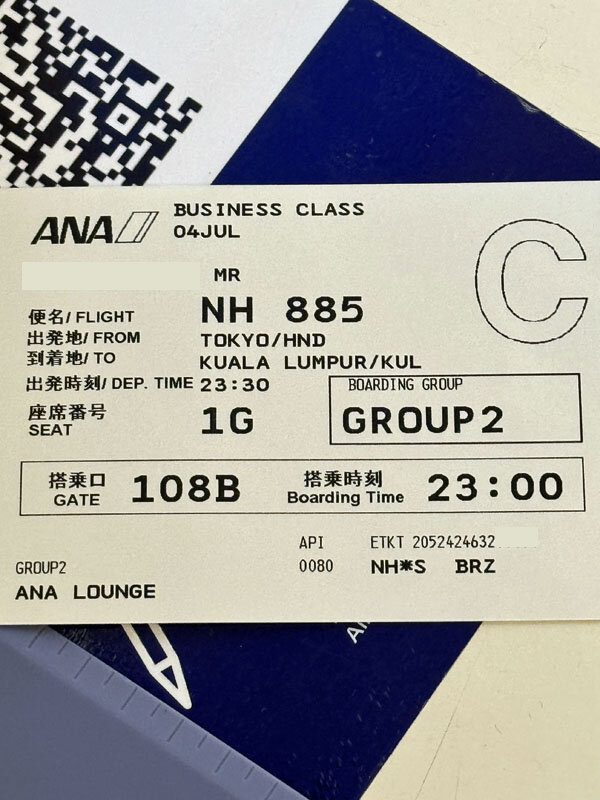 ANA
BUSINESS CLASS
04JUL
C
MR
便名/ FLIGHT NH 885
出発地/ FROM TOKYO/HND
到着地/ TO KUALA LUMPUR/KUL
出発時刻/ DEP. TIME 23:30
座席番号
SEAT 1G
BOARDING GROUP
GROUP2
搭乗口
GATE 108B
搭乗時刻
Boarding Time 23:00
API ETKT 2052424632
GROUP2 0080 NH*S BRZ
ANA LOUNGE